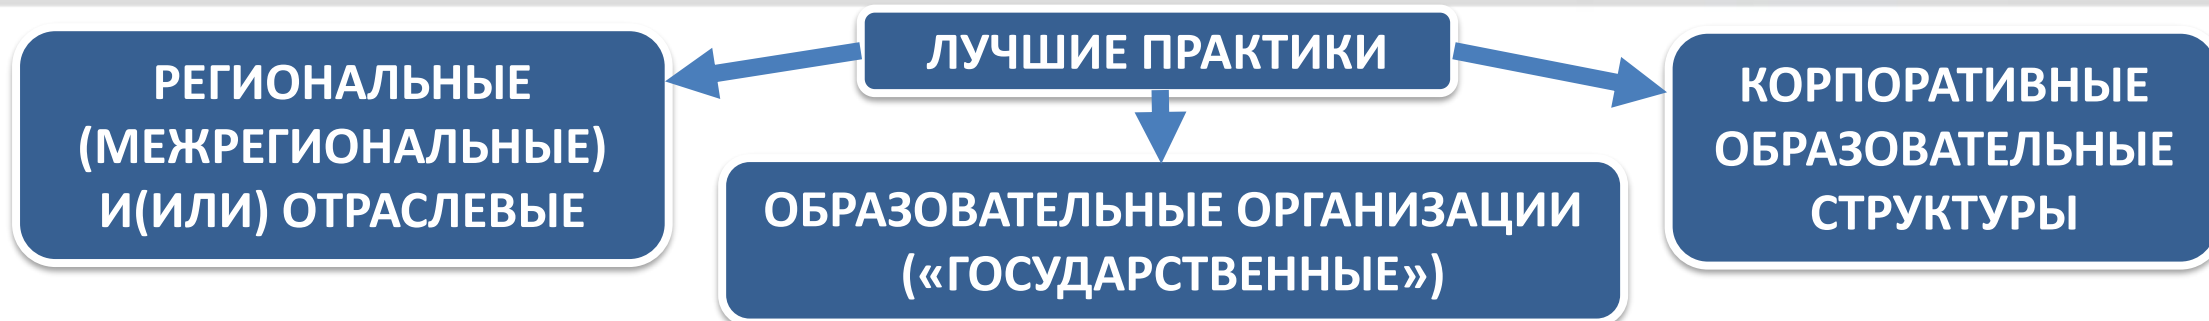 ЛУЧШИЕ ПРАКТИКИ
РЕГИОНАЛЬНЫЕ
(МЕЖРЕГИОНАЛЬНЫЕ)
И(ИЛИ) ОТРАСЛЕВЫЕ
ОБРАЗОВАТЕЛЬНЫЕ ОРГАНИЗАЦИИ
(«ГОСУДАРСТВЕННЫЕ»)
КОРПОРАТИВНЫЕ
ОБРАЗОВАТЕЛЬНЫЕ
СТРУКТУРЫ